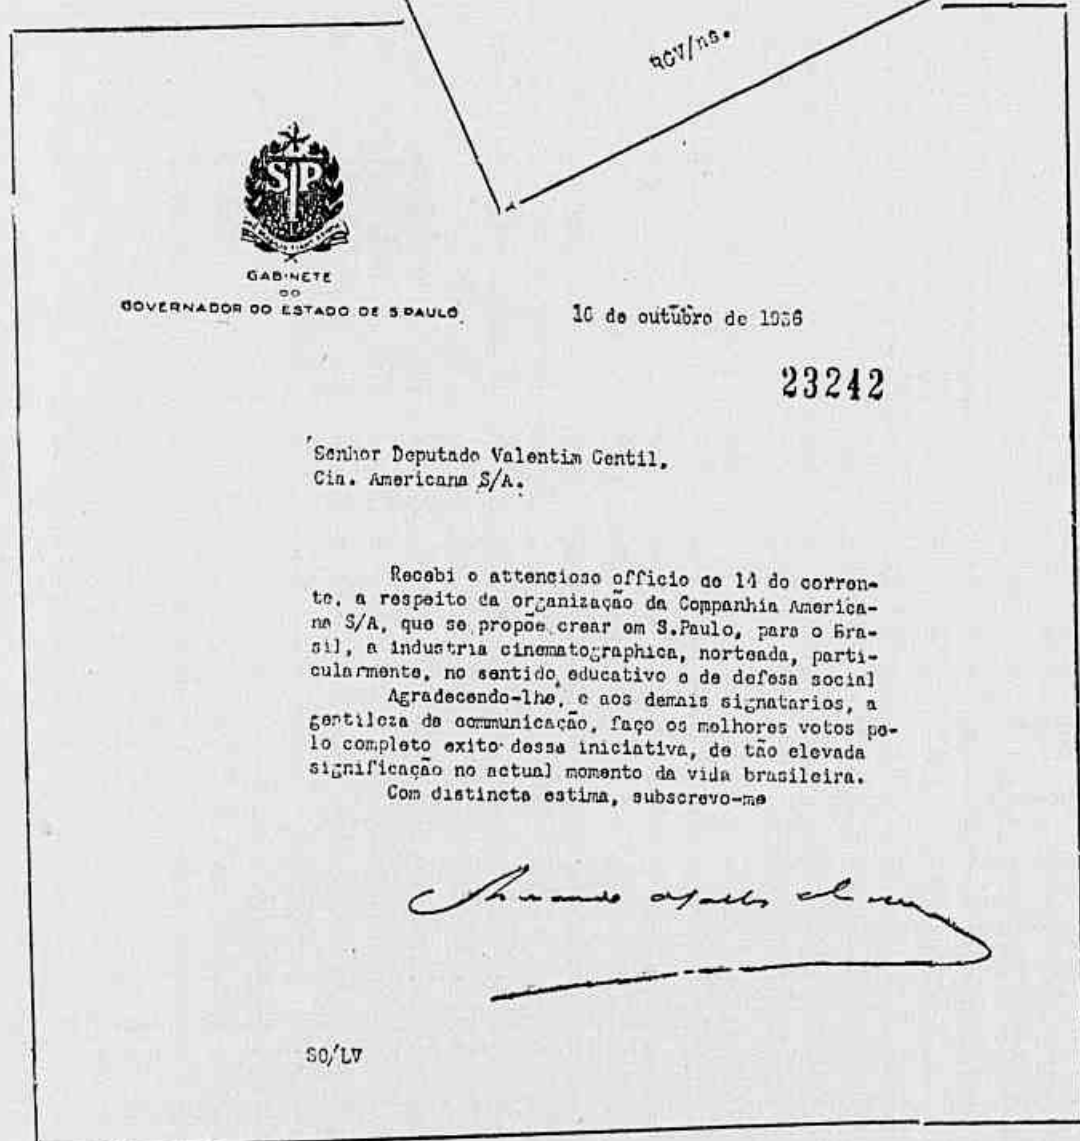 RCV/ns.
SP
GABINETE
DO
GOVERNADOR DO ESTADO DE S.PAULO
de outubro de 1936
23242
Senhor Deputado Valentim Gentil,
Cia. Americana S/A.
Recebi o attencioso officio de 14 do corren-
te, a respeito da organização da Companhia America-
na S/A, que se propõe crear em S.Paulo, para o Bra-
sil, a industria cinematographica, norteada, parti-
cularmente, no sentido educativo e de defesa social
Agradecendo-lhe, e aos demais signatarios, a
gentileza da communicação, faço os melhores votos pe-
lo completo exito dessa iniciativa, de tão elevada
significação no actual momento da vida brasileira.
Com distincta estima, subscrevo-me
SO/LV